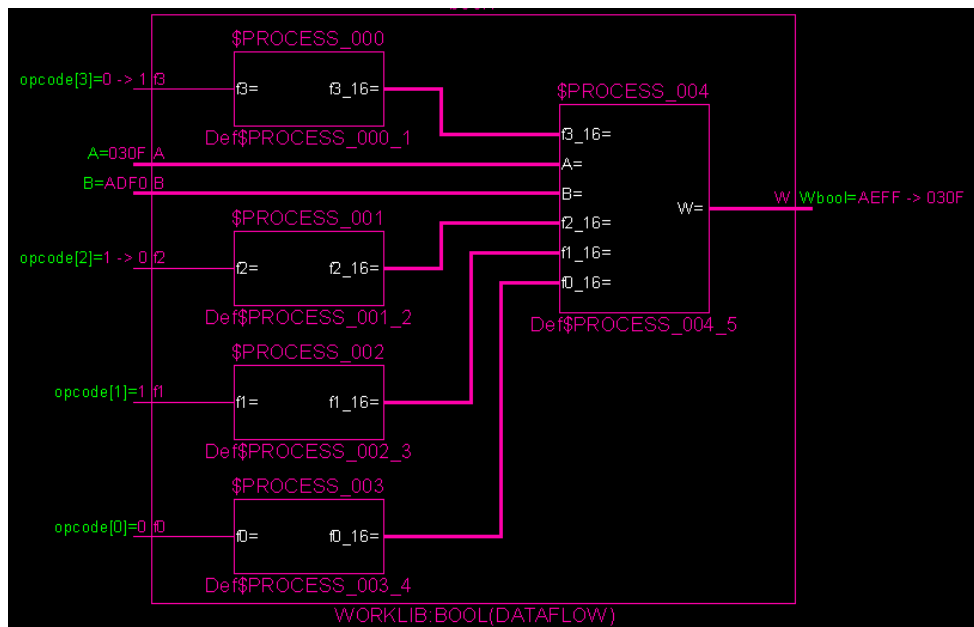 $PROCESS_000
opcode[3]=0 -> 1 f3
f3= f3_16=
Def$PROCESS_000_1
$PROCESS_004
f3_16=
A=030F A
A=
B=ADF0 B
B=
W=
W Wbool=AEFF -> 030F
$PROCESS_001
f2_16=
opcode[2]=1 -> 0 f2
f2= f2_16=
f1_16=
f0_16=
Def$PROCESS_001_2
Def$PROCESS_004_5
$PROCESS_002
opcode[1]=1 f1
f1= f1_16=
Def$PROCESS_002_3
$PROCESS_003
opcode[0]=0 f0
f0= f0_16=
Def$PROCESS_003_4
WORKLIB:BOOL(DATAFLOW)